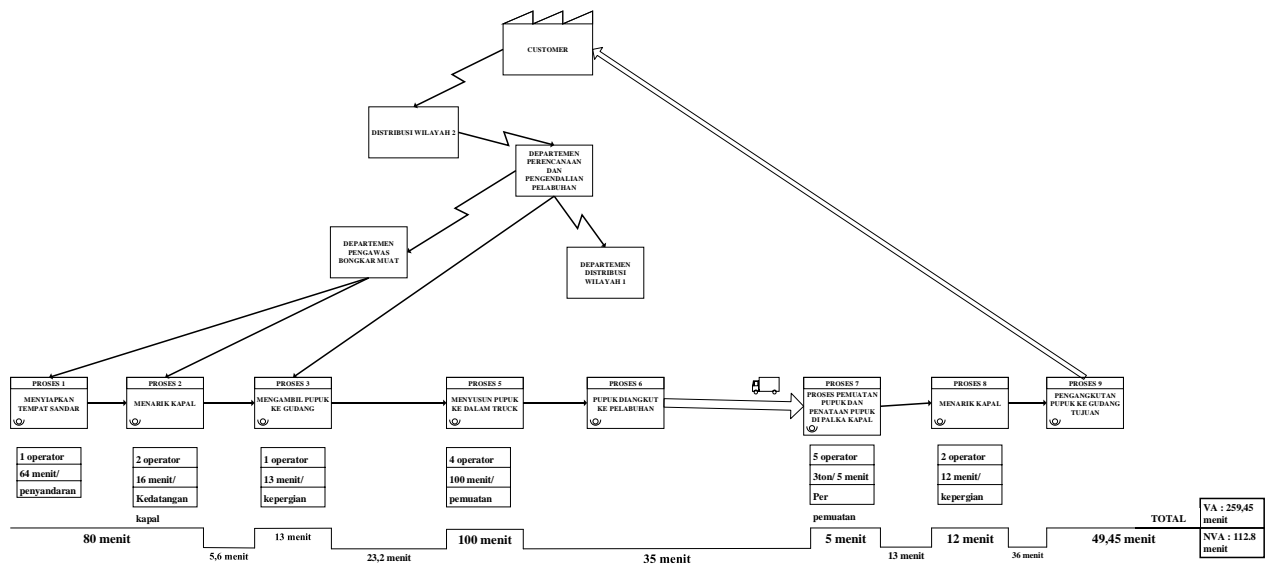 CUSTOMER
DISTRIBUSI WILAYAH 2
DEPARTEMEN
PERENCANAAN
DAN
PENGENDALIAN
PELABUHAN
DEPARTEMEN
PENGAWAS
BONGKAR MUAT
DEPARTEMEN
DISTRIBUSI
WILAYAH 1
PROSES 1
MENYIAPKAN
TEMPAT SANDAR
PROSES 2
MENARIK KAPAL
PROSES 3
MENGAMBIL PUPUK
KE GUDANG
PROSES 5
MENYUSUN PUPUK
KE DALAM TRUCK
PROSES 6
PUPUK DIANGKUT
KE PELABUHAN
PROSES 7
PROSES PEMUATAN
PUPUK DAN
PENATAAN PUPUK
DI PALKA KAPAL
PROSES 8
MENARIK KAPAL
PROSES 9
PENGANGKUTAN
PUPUK KE GUDANG
TUJUAN
1 operator
64 menit/
penyandaran
2 operator
16 menit/
Kedatangan
kapal
1 operator
13 menit/
kepergian
4 operator
100 menit/
pemuatan
5 operator
3ton/ 5 menit
Per
pemuatan
2 operator
12 menit/
kepergian
80 menit
5,6 menit
13 menit
23,2 menit
100 menit
35 menit
5 menit
13 menit
12 menit
36 menit
49,45 menit
TOTAL
VA : 259,45
menit
NVA : 112.8
menit